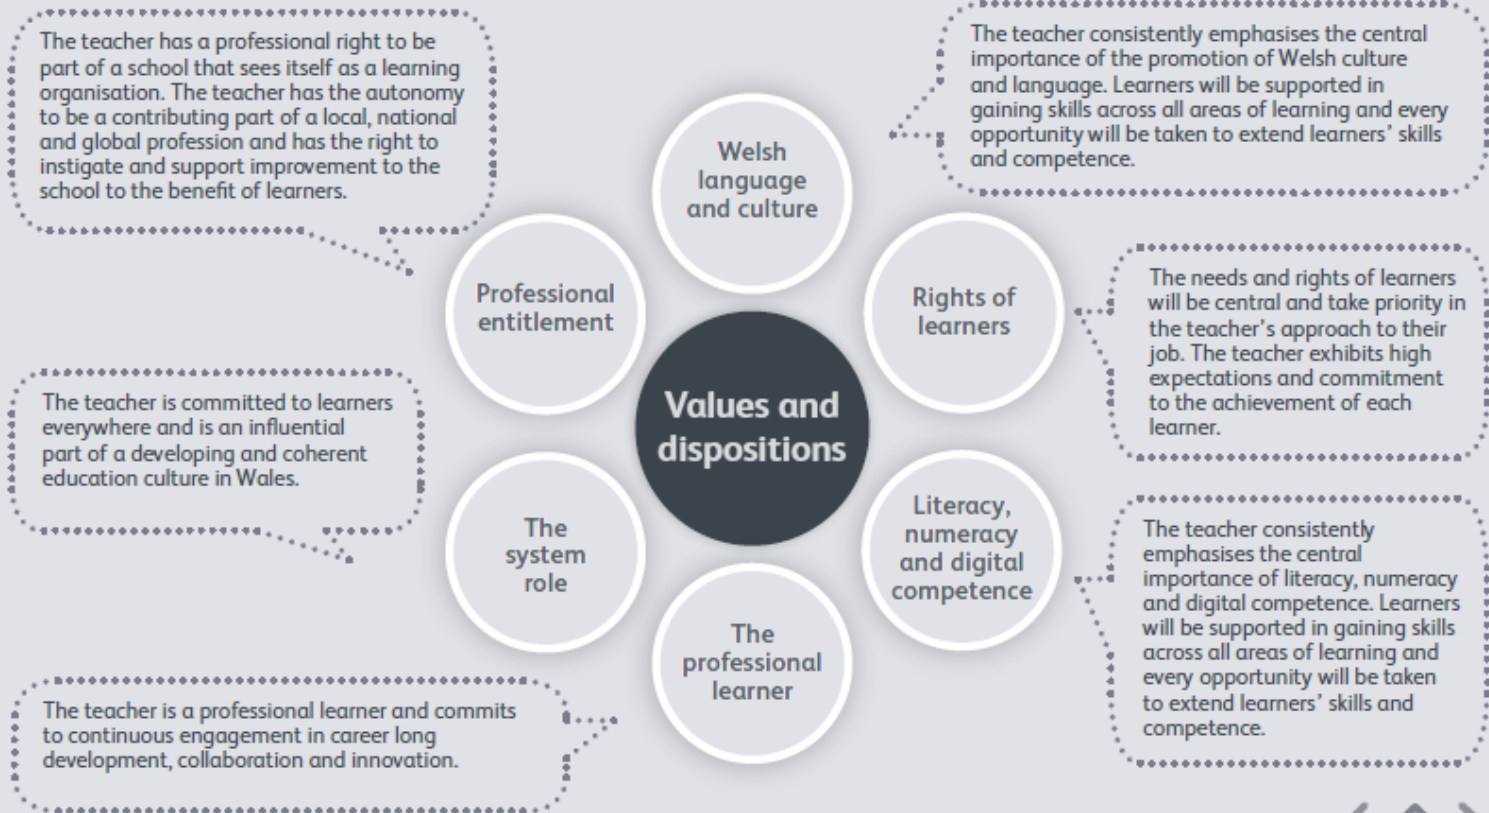 The teacher has a professional right to be
part of a school that sees itself as a learning
organisation. The teacher has the autonomy
to be a contributing part of a local, national
and global profession and has the right to
instigate and support improvement to the
school to the benefit of learners.
The teacher consistently emphasises the central
importance of the promotion of Welsh culture
and language. Learners will be supported in
gaining skills across all areas of learning and every
opportunity will be taken to extend learners’ skills
and competence.
Welsh
language
and culture
Professional
entitlement
Rights of
learners
The needs and rights of learners
will be central and take priority in
the teacher’s approach to their
job. The teacher exhibits high
expectations and commitment
to the achievement of each
learner.
Values and
dispositions
The teacher is committed to learners
everywhere and is an influential
part of a developing and coherent
education culture in Wales.
The
system
role
Literacy,
numeracy
and digital
competence
The teacher consistently
emphasises the central
importance of literacy, numeracy
and digital competence. Learners
will be supported in gaining skills
across all areas of learning and
every opportunity will be taken
to extend learners’ skills and
competence.
The
professional
learner
The teacher is a professional learner and commits
to continuous engagement in career long
development, collaboration and innovation.